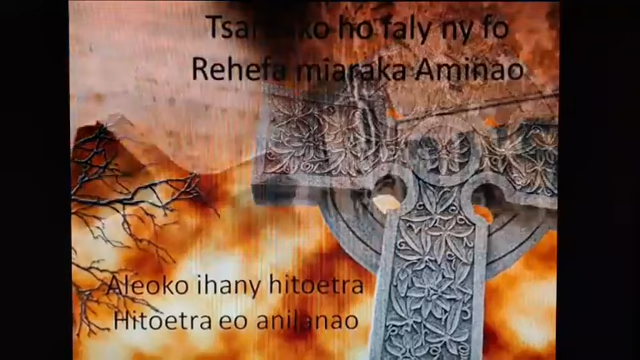 ho faly ny fo
Rehefa miaraka Aminao
Aleoko ihany hitoetra
Hitoetra eo anilanao